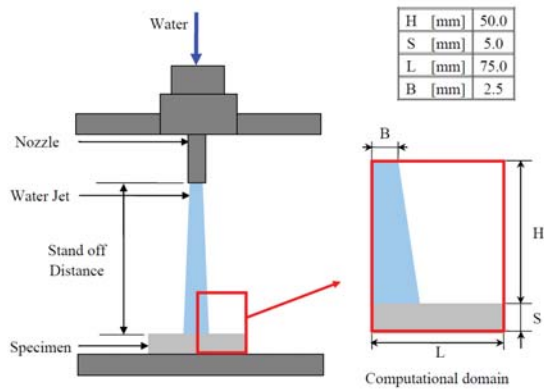 Water
H [mm] 50.0
S [mm] 5.0
L [mm] 75.0
B [mm] 2.5
Nozzle
Water Jet
Stand off
Distance
Specimen
B
H
S
L
Computational domain